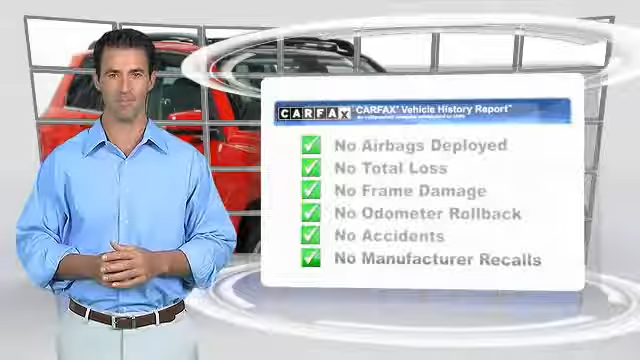 CARFAX CARFAX Vehicle History Report™
No Airbags Deployed
No Total Loss
No Frame Damage
No Odometer Rollback
No Accidents
No Manufacturer Recalls